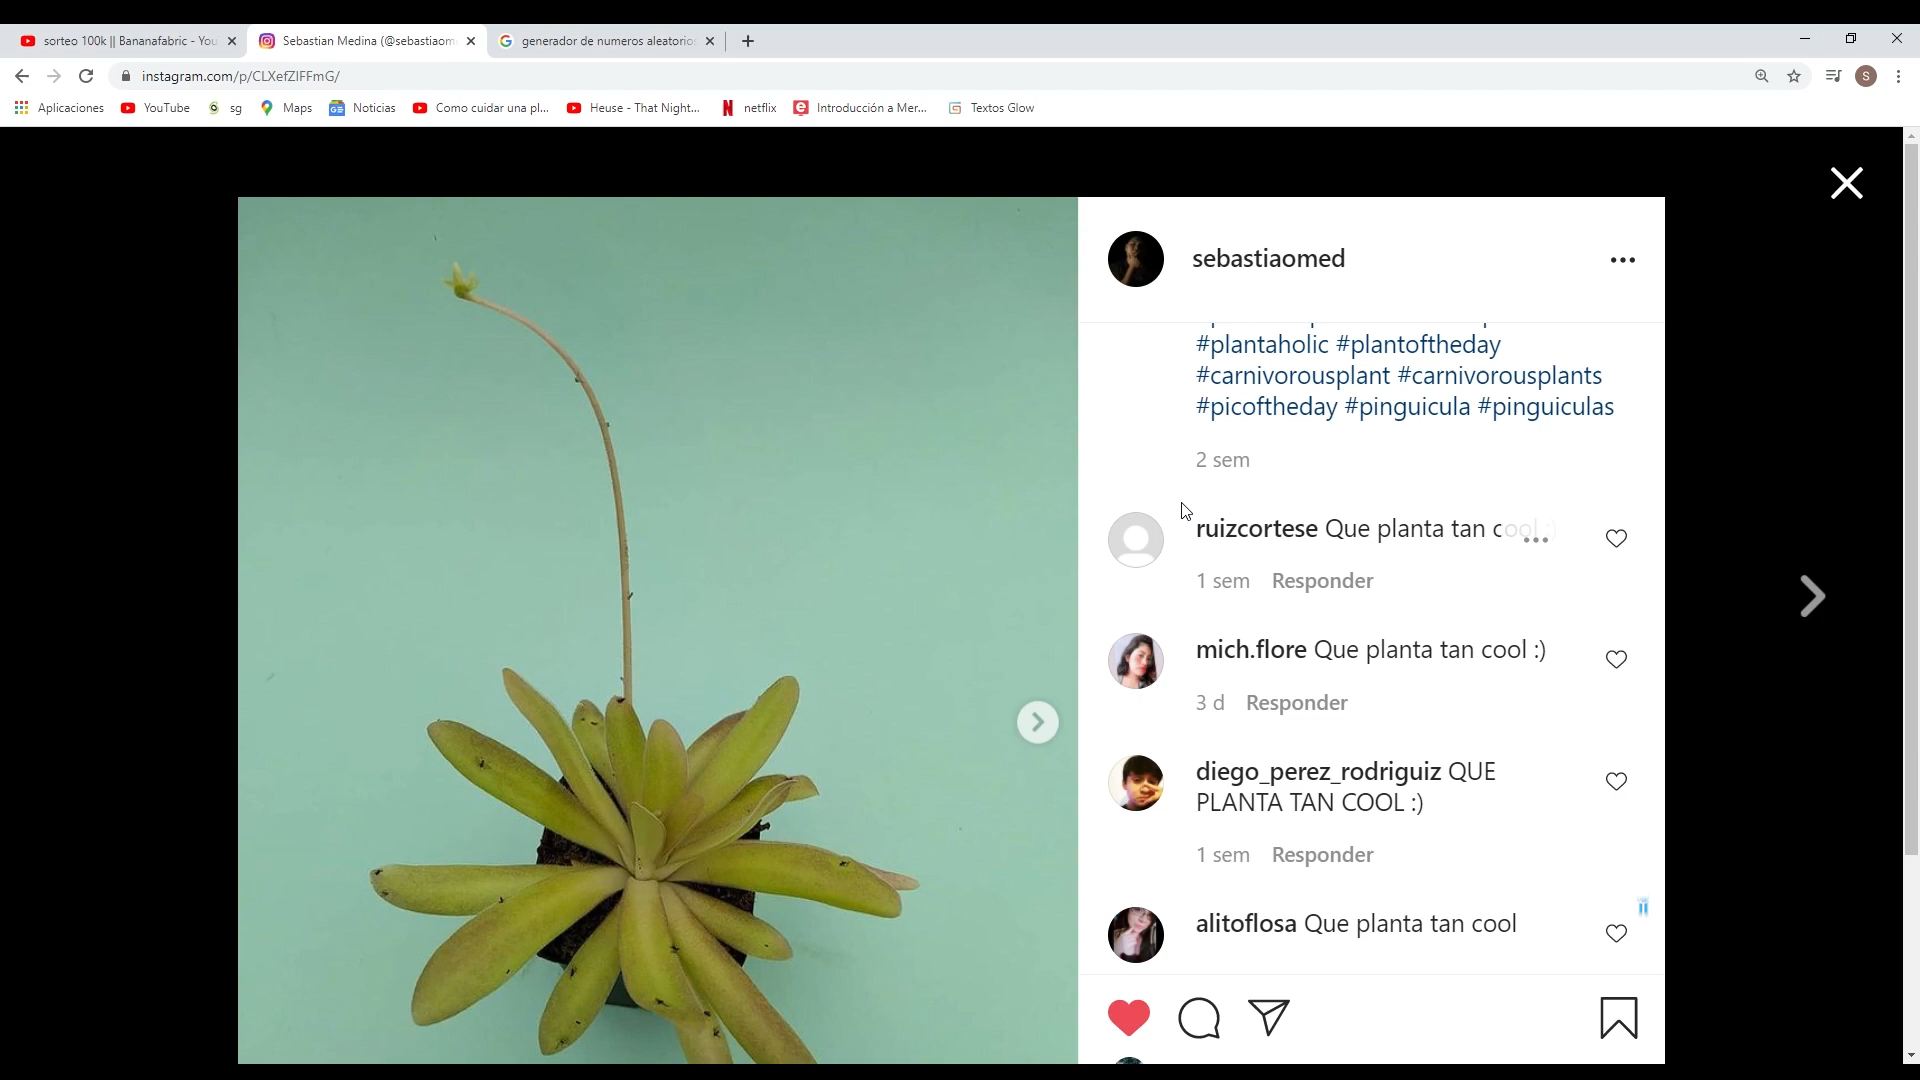 sorteo 100k || Bananafabric - You
Sebastian Medina (@sebastiaom
generador de numeros aleatorios
instagram.com/p/CLXefZIFFmG/
S
Aplicaciones
YouTube
sg
Maps
Noticias
Como cuidar una pl...
Heuse - That Night...
netflix
Introducción a Mer...
Textos Glow
sebastiaomed
#plantaholic #plantoftheday
#carnivorousplant #carnivorousplants
#picoftheday #pinguicula #pinguiculas
2 sem
ruizcortese Que planta tan cool :)
1 sem Responder
mich.flore Que planta tan cool :)
3 d Responder
diego_perez_rodriguiz QUE
PLANTA TAN COOL :)
1 sem Responder
alitoflosa Que planta tan cool